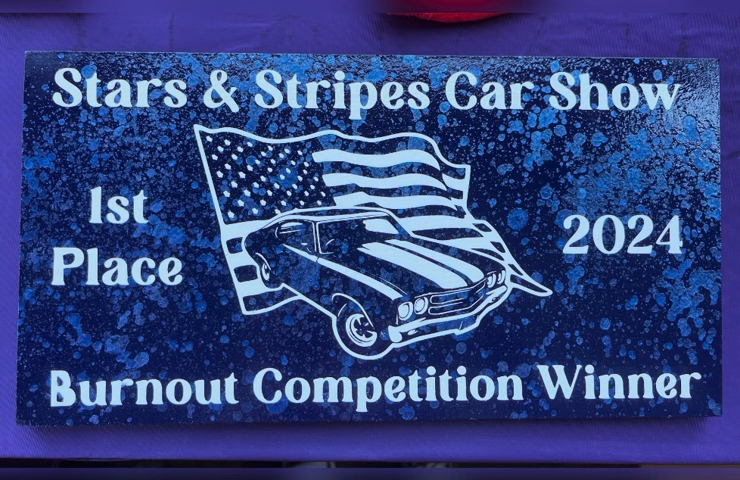 Stars & Stripes Car Show
1st
Place
2024
Burnout Competition Winner